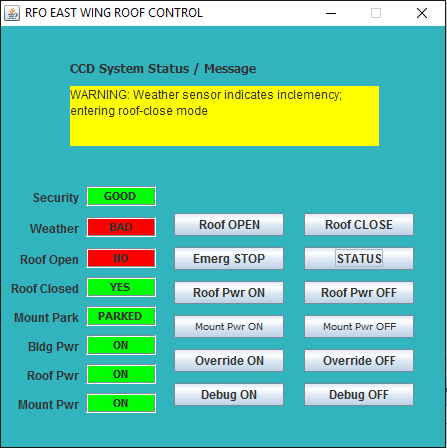 RFO EAST WING ROOF CONTROL
CCD System Status / Message
WARNING: Weather sensor indicates inclemency;
entering roof-close mode
Security GOOD
Weather BAD Roof OPEN Roof CLOSE
Roof Open NO Emerg STOP STATUS
Roof Closed YES Roof Pwr ON Roof Pwr OFF
Mount Park PARKED Mount Pwr ON Mount Pwr OFF
Bldg Pwr ON Override ON Override OFF
Roof Pwr ON Debug ON Debug OFF
Mount Pwr ON